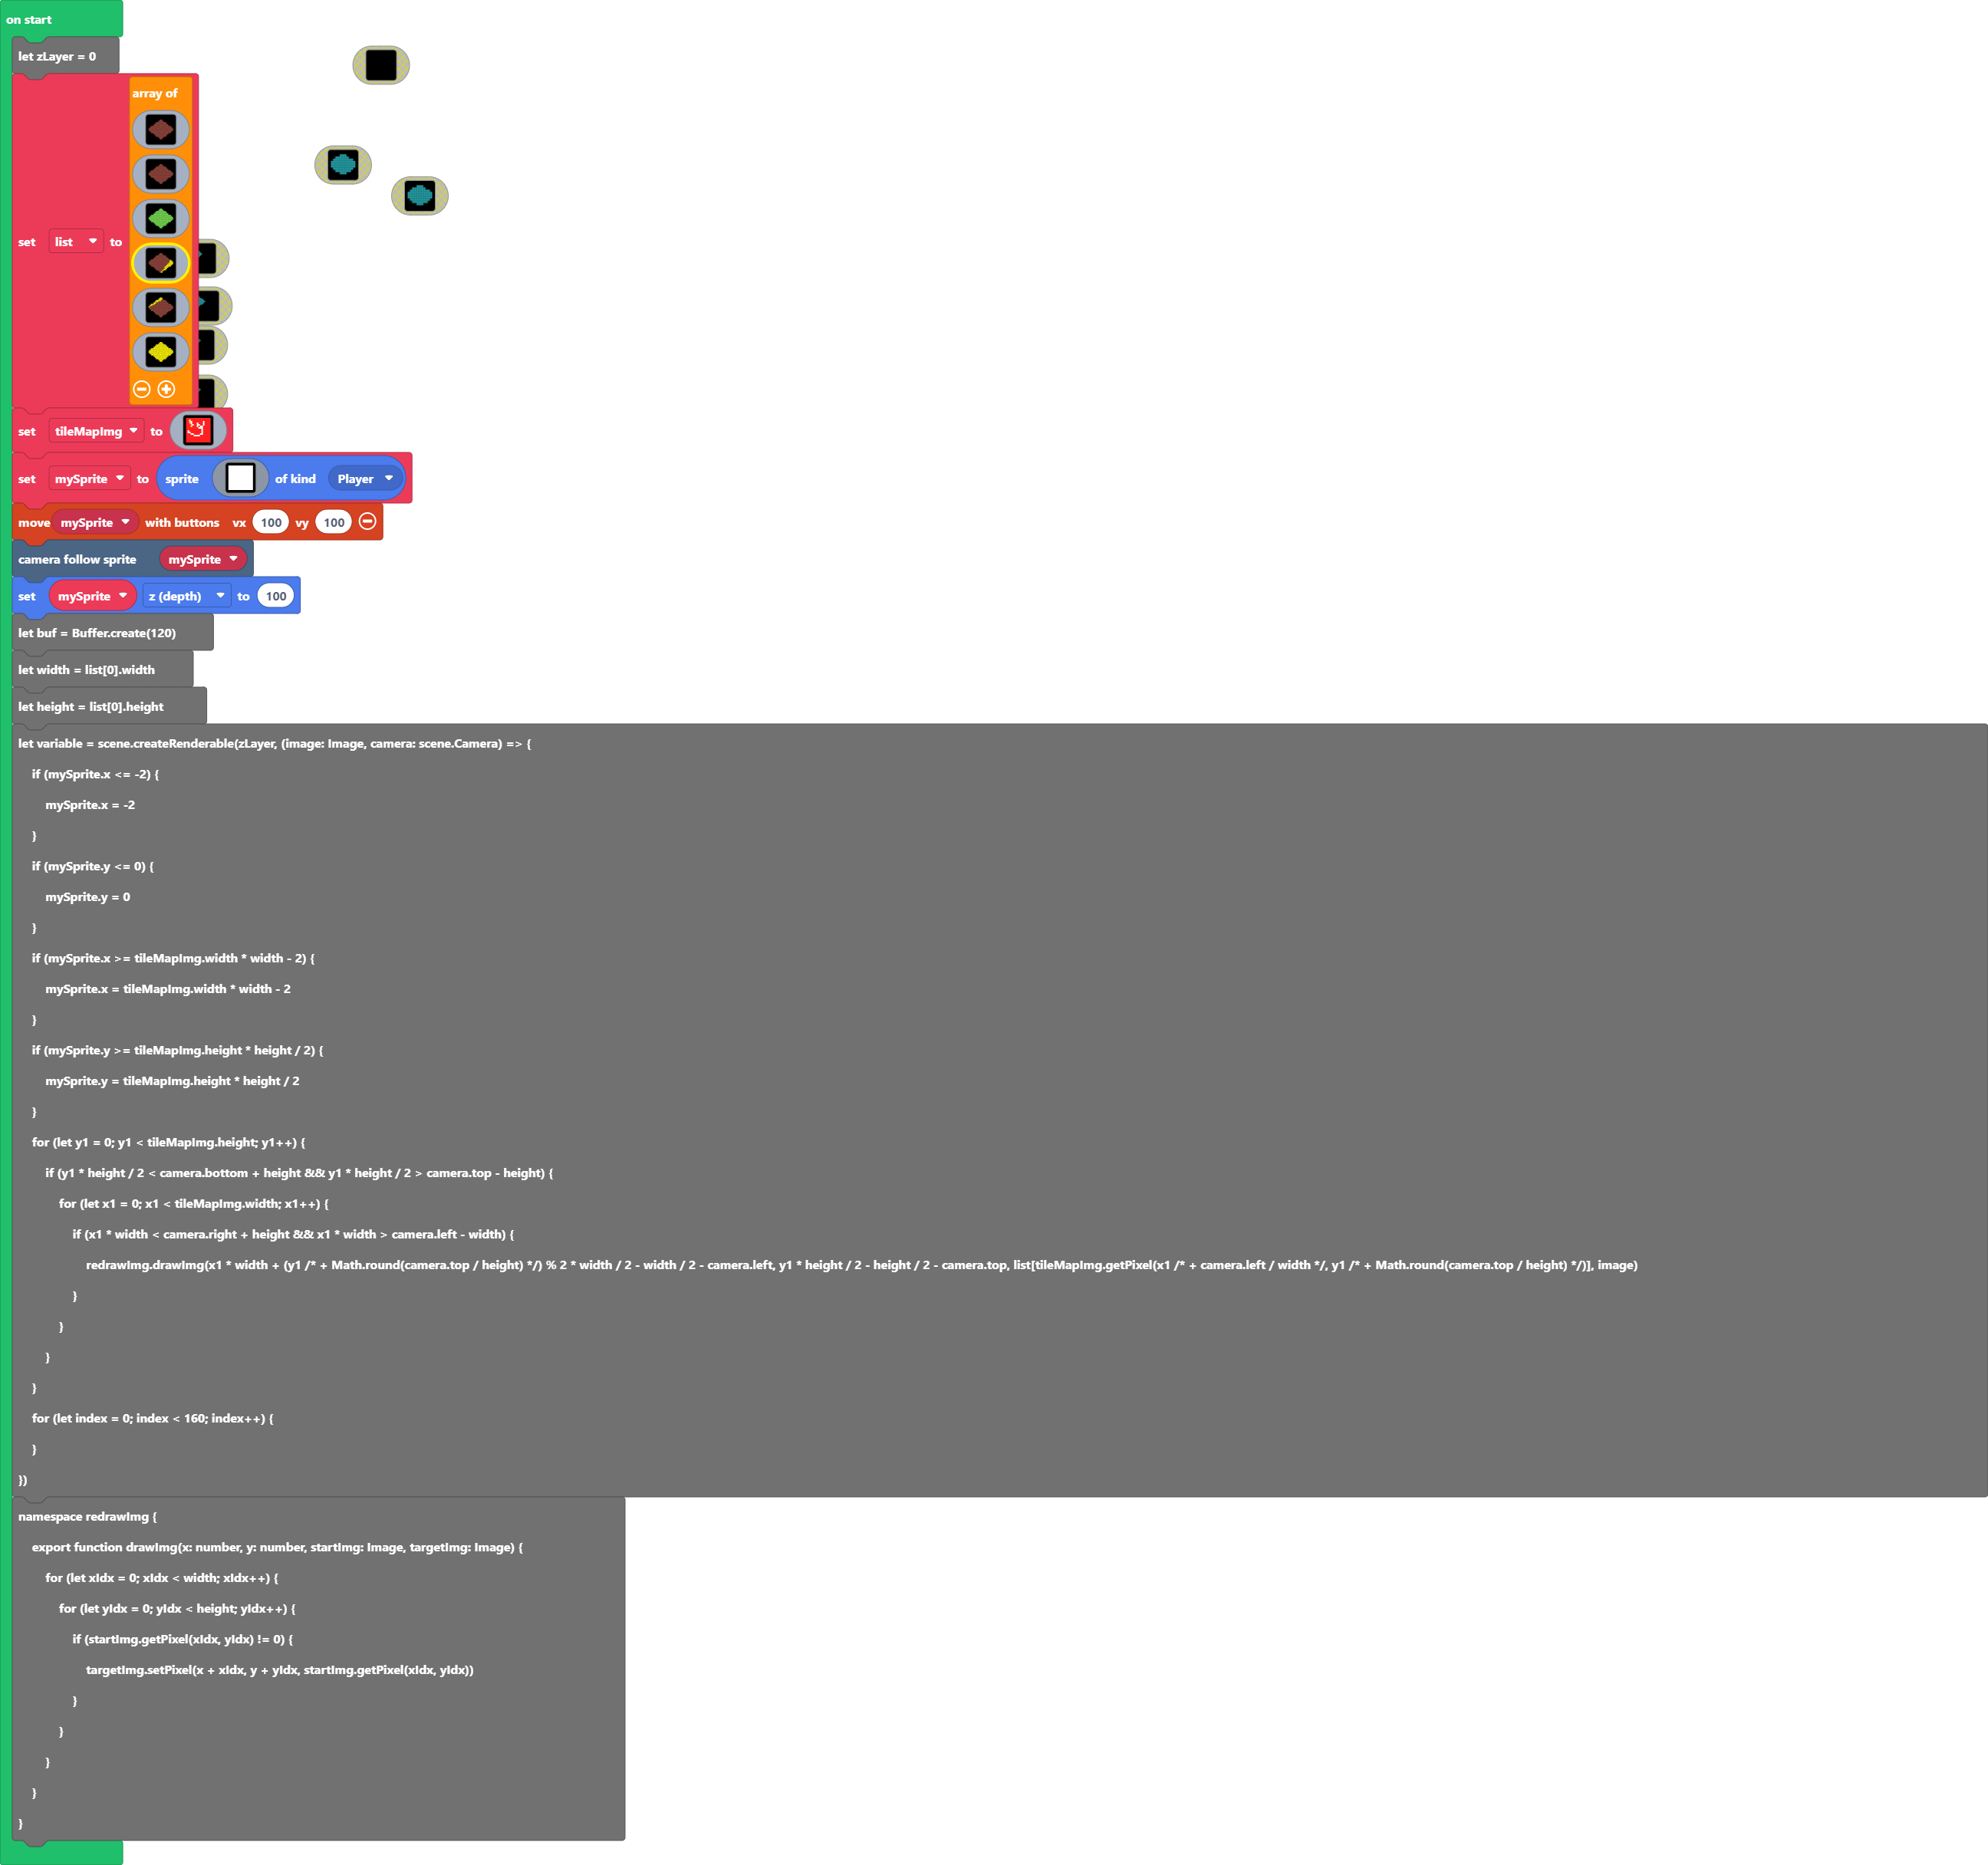 on start
let zLayer = 0
array of
set list to
set tileMapImg to
set mySprite to sprite of kind Player
move mySprite with buttons vx 100 vy 100
camera follow sprite mySprite
set mySprite z (depth) to 100
let buf = Buffer.create(120)
let width = list[0].width
let height = list[0].height
let variable = scene.createRenderable(zLayer, (image: Image, camera: scene.Camera) => {
if (mySprite.x <= -2) {
mySprite.x = -2
}
if (mySprite.y <= 0) {
mySprite.y = 0
}
if (mySprite.x >= tileMapImg.width * width - 2) {
mySprite.x = tileMapImg.width * width - 2
}
if (mySprite.y >= tileMapImg.height * height / 2) {
mySprite.y = tileMapImg.height * height / 2
}
for (let y1 = 0; y1 < tileMapImg.height; y1++) {
if (y1 * height / 2 < camera.bottom + height && y1 * height / 2 > camera.top - height) {
for (let x1 = 0; x1 < tileMapImg.width; x1++) {
if (x1 * width < camera.right + height && x1 * width > camera.left - width) {
redrawImg.drawImg(x1 * width + (y1 /* + Math.round(camera.top / height) */) % 2 * width / 2 - width / 2 - camera.left, y1 * height / 2 - height / 2 - camera.top, list[tileMapImg.getPixel(x1 /* + camera.left / width */, y1 /* + Math.round(camera.top / height) */)], image)
}
}
}
}
for (let index = 0; index < 160; index++) {
}
})
namespace redrawImg {
export function drawImg(x: number, y: number, startImg: Image, targetImg: Image) {
for (let xIdx = 0; xIdx < width; xIdx++) {
for (let yIdx = 0; yIdx < height; yIdx++) {
if (startImg.getPixel(xIdx, yIdx) != 0) {
targetImg.setPixel(x + xIdx, y + yIdx, startImg.getPixel(xIdx, yIdx))
}
}
}
}
}